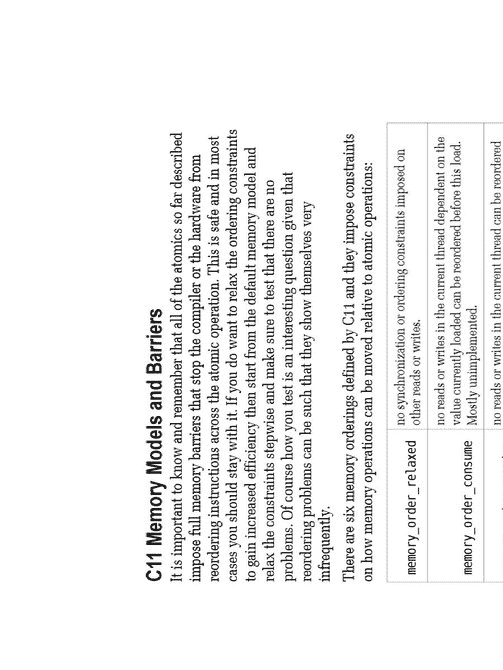 C11 Memory Models and Barriers
It is important to know and remember that all of the atomics so far described
impose full memory barriers that stop the compiler or the hardware from
reordering instructions across the atomic operation. This is safe and in most
cases you should stay with it. If you do want to relax the ordering constraints
to gain increased efficiency then start from the default memory model and
relax the constraints stepwise and make sure to test that there are no
problems. Of course how you test is an interesting question given that
reordering problems can be such that they show themselves very
infrequently.
There are six memory orderings defined by C11 and they impose constraints
on how memory operations can be moved relative to atomic operations:
memory_order_relaxed
no synchronization or ordering constraints imposed on
other reads or writes.
memory_order_consume
no reads or writes in the current thread dependent on the
value currently loaded can be reordered before this load.
Mostly unimplemented.
no reads or writes in the current thread can be reordered